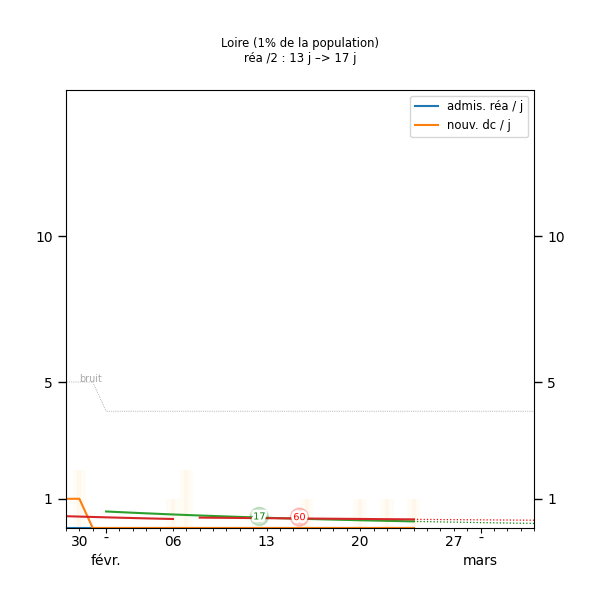 Loire (1% de la population)
réa /2 : 13 j –> 17 j
admis. réa / j
nouv. dc / j
10
10
bruit
5
5
1
1
17
60
30 - 06 13 20 27 -
févr. mars